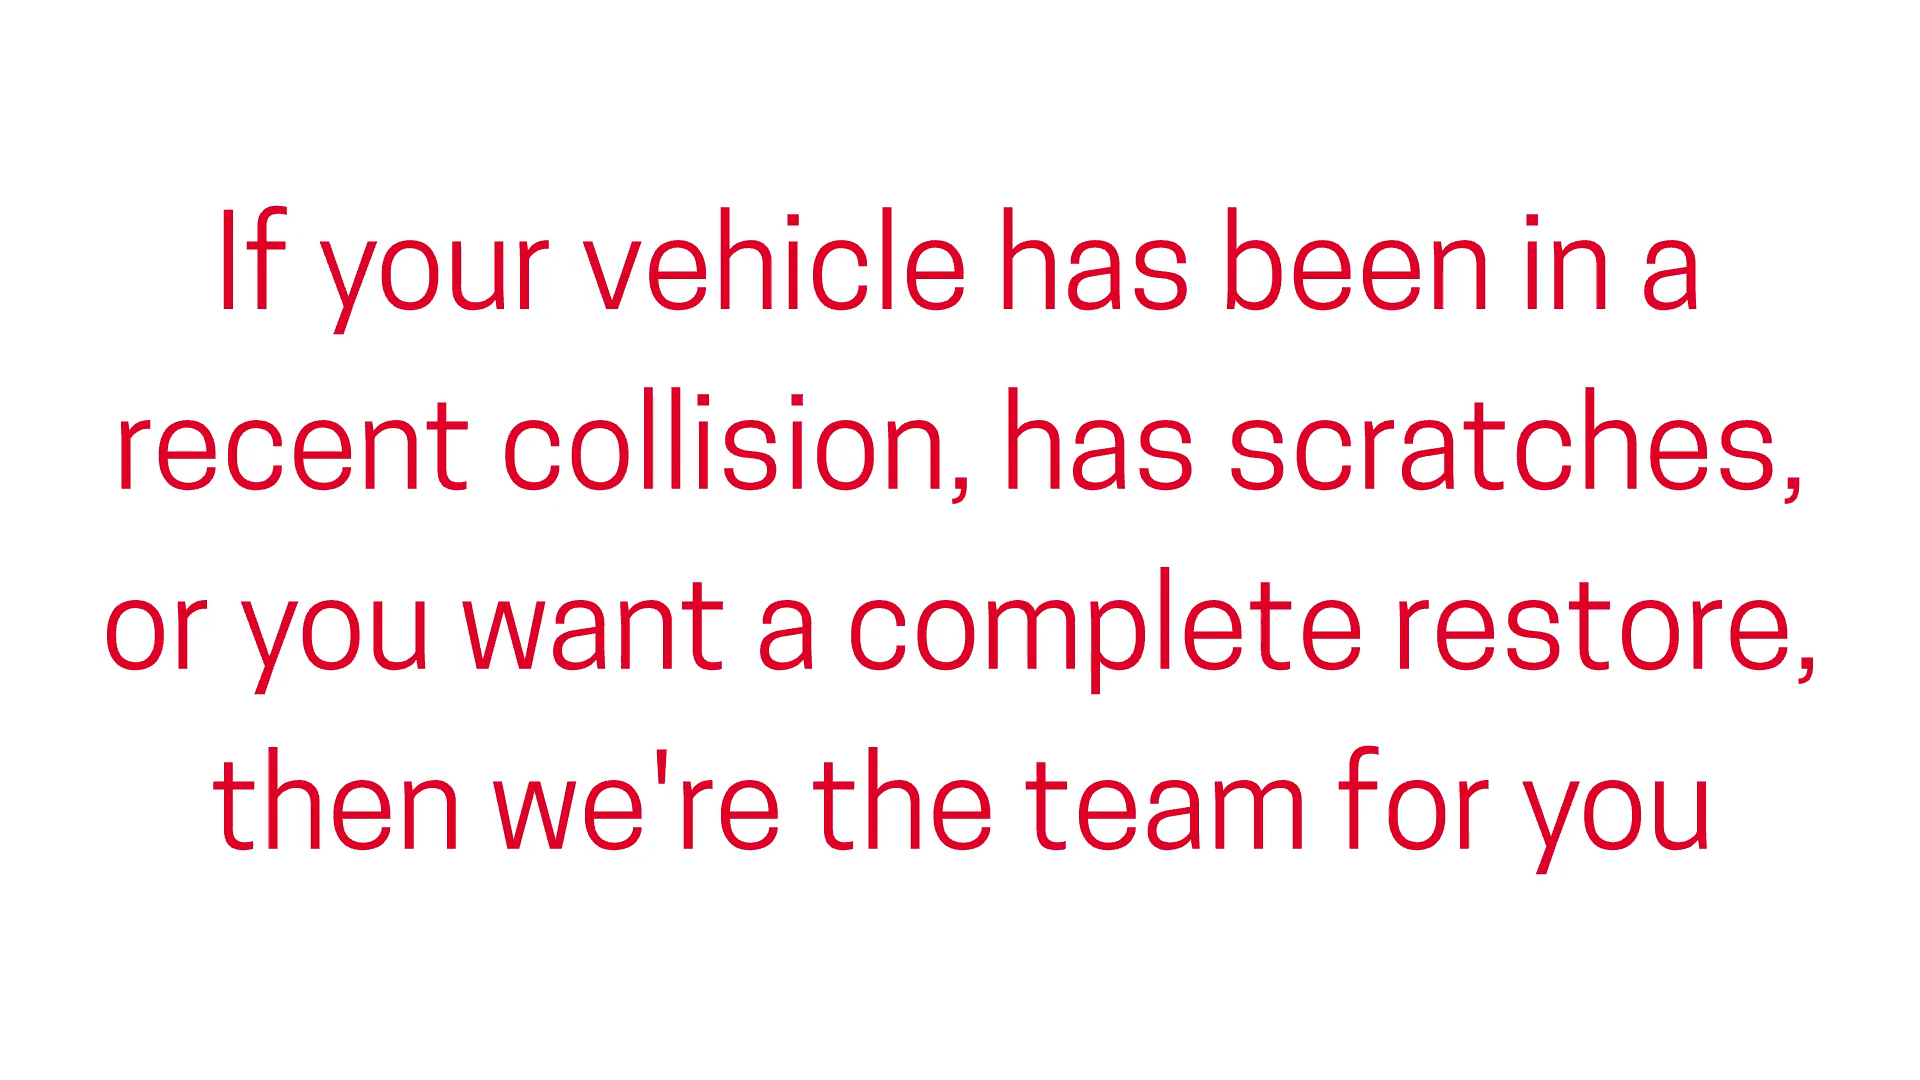 If your vehicle has been in a
recent collision, has scratches,
or you want a complete restore,
then we're the team for you